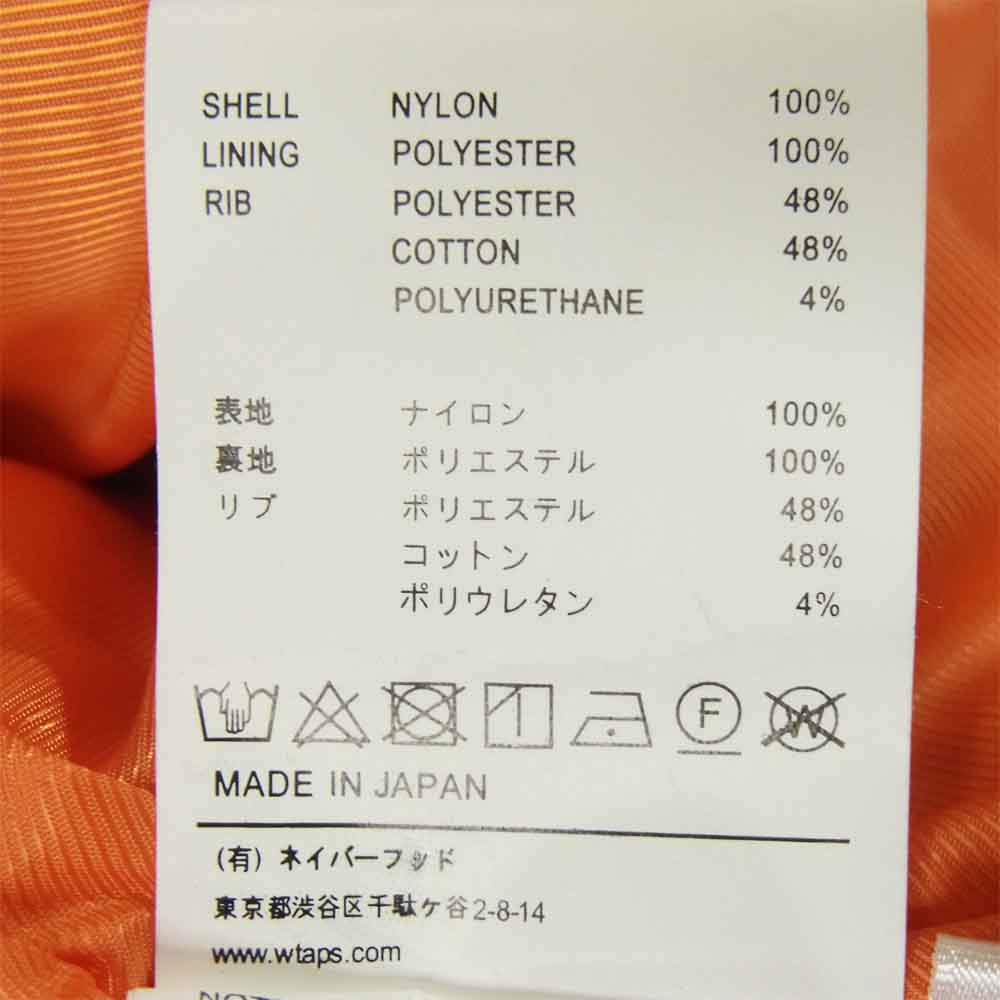 SHELL NYLON 100%
LINING POLYESTER 100%
RIB POLYESTER 48%
COTTON 48%
POLYURETHANE 4%
表地 ナイロン 100%
裏地 ポリエステル 100%
リブ ポリエステル 48%
コットン 48%
ポリウレタン 4%
F W
MADE IN JAPAN
(有) ネイバーフッド
東京都渋谷区千駄ケ谷2-8-14
www.wtaps.com